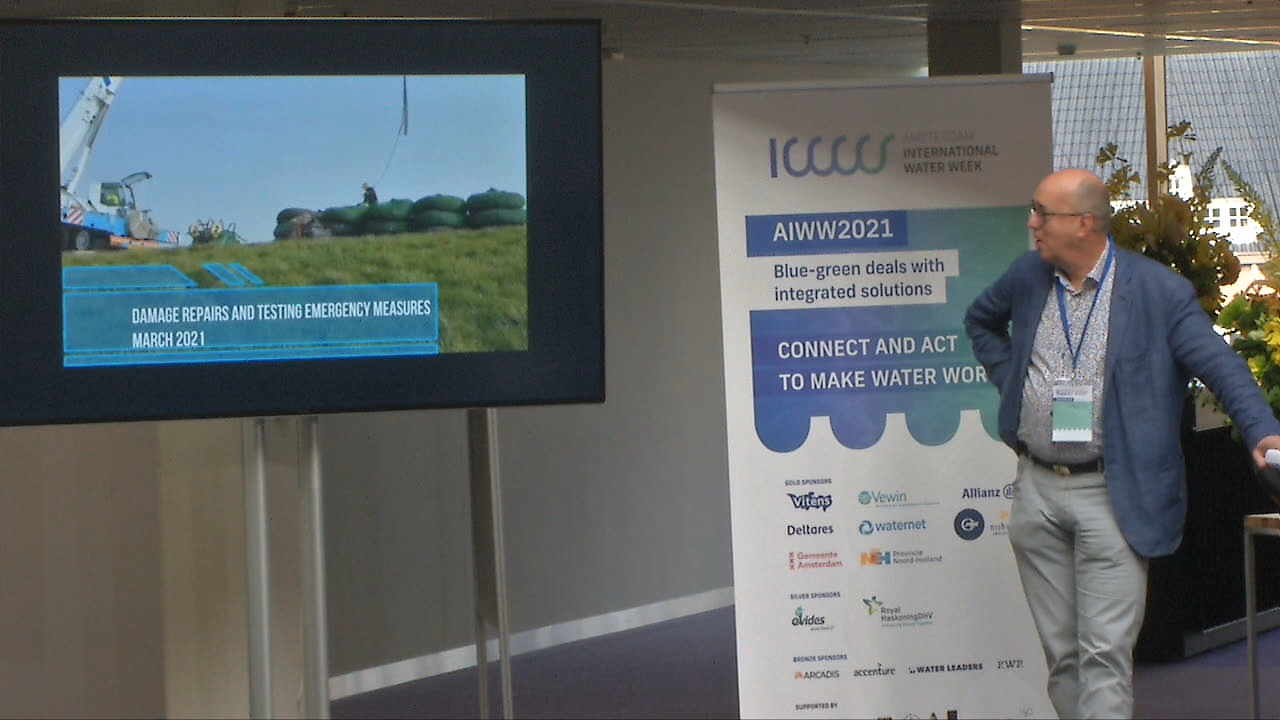 DAMAGE REPAIRS AND TESTING EMERGENCY MEASURES
MARCH 2021
AMSTERDAM
INTERNATIONAL
WATER WEEK
AIWW2021
Blue-green deals with
integrated solutions
CONNECT AND ACT
TO MAKE WATER WOR
GOLD SPONSORS
Vitens
Vewin
Allianz
Deltares
waternet
Gemeente
Amsterdam
Provincie
Noord-Holland
SILVER SPONSORS
evides
Royal
HaskoningDHV
BRONZE SPONSORS
ARCADIS
accenture
WATER LEADERS
SUPPORTED BY